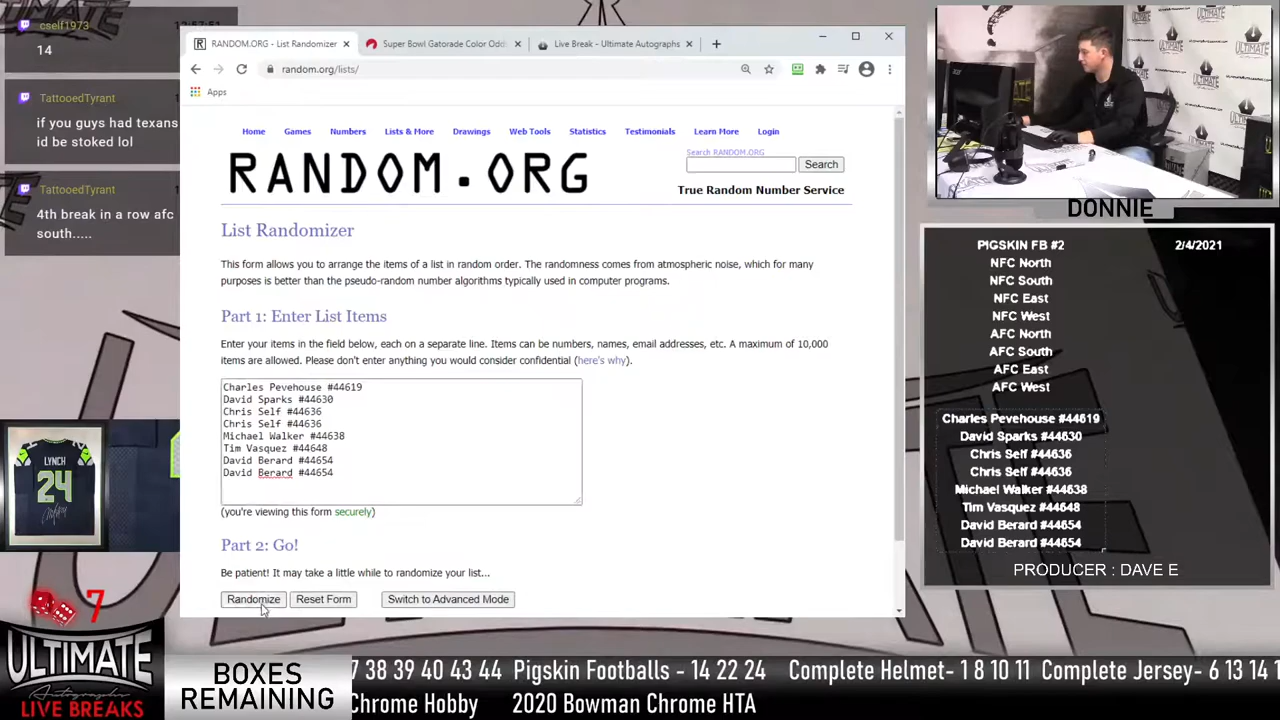 cself1973
14
TattooedTyrant
if you guys had texans
id be stoked lol
TattooedTyrant
4th break in a row afc
south.....
LYNCH
24
7
ULTIMATE
Autographs
LIVE BREAKS
RANDOM.ORG - List Randomizer
Super Bowl Gatorade Color Odd
Live Break - Ultimate Autographs
random.org/lists/
Apps
Home Games Numbers Lists & More Drawings Web Tools Statistics Testimonials Learn More Login
Search RANDOM.ORG
Search
RANDOM.ORG
True Random Number Service
List Randomizer
This form allows you to arrange the items of a list in random order. The randomness comes from atmospheric noise, which for many
purposes is better than the pseudo-random number algorithms typically used in computer programs.
Part 1: Enter List Items
Enter your items in the field below, each on a separate line. Items can be numbers, names, email addresses, etc. A maximum of 10,000
items are allowed. Please don't enter anything you would consider confidential (here's why).
Charles Pevehouse #44619
David Sparks #44630
Chris Self #44636
Chris Self #44636
Michael Walker #44638
Tim Vasquez #44648
David Berard #44654
David Berard #44654
(you're viewing this form securely)
Part 2: Go!
Be patient! It may take a little while to randomize your list...
Randomize Reset Form Switch to Advanced Mode
ULTIMATE
DONNIE
PIGSKIN FB #2 2/4/2021
NFC North
NFC South
NFC East
NFC West
AFC North
AFC South
AFC East
AFC West
Charles Pevehouse #44619
David Sparks #44630
Chris Self #44636
Chris Self #44636
Michael Walker #44638
Tim Vasquez #44648
David Berard #44654
David Berard #44654
PRODUCER : DAVE E
BOXES
REMAINING
7 38 39 40 43 44 Pigskin Footballs - 14 22 24 Complete Helmet- 1 8 10 11 Complete Jersey- 6 13 14 1
Chrome Hobby 2020 Bowman Chrome HTA